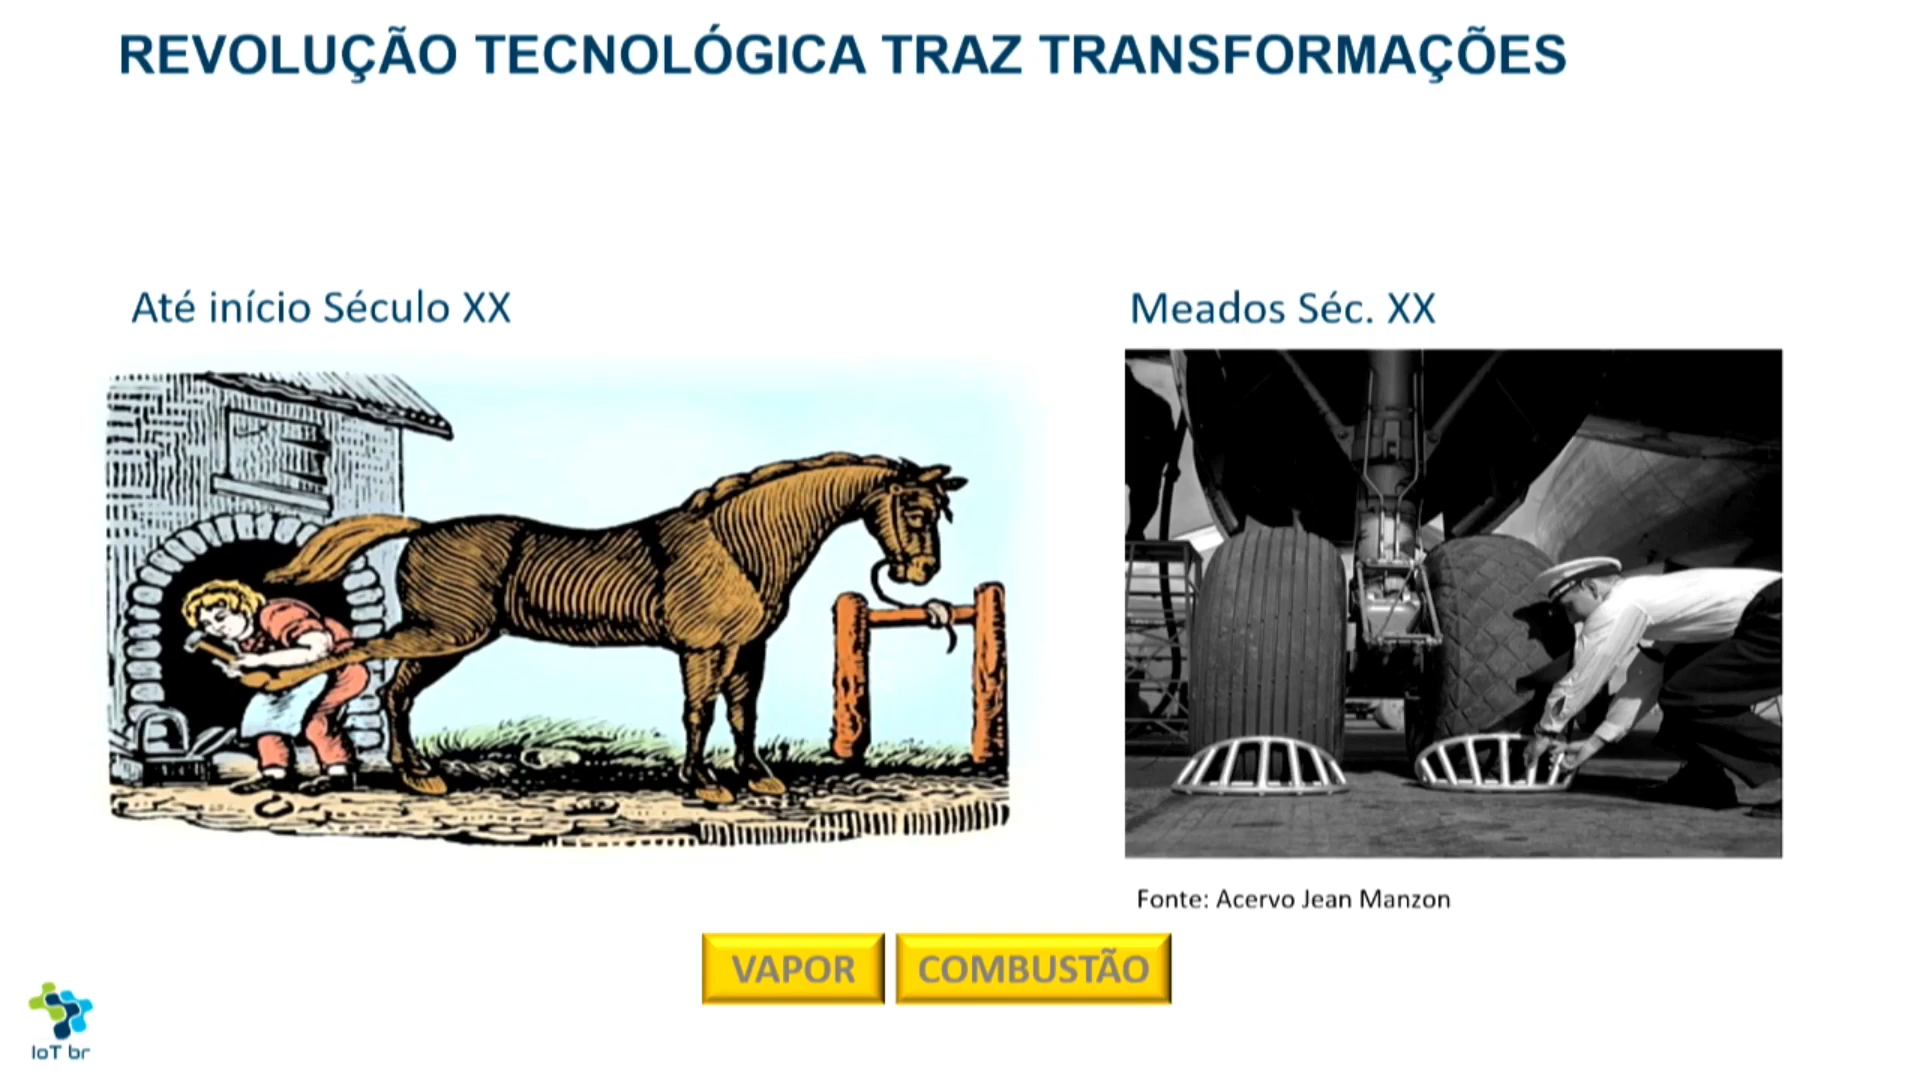 REVOLUÇÃO TECNOLÓGICA TRAZ TRANSFORMAÇÕES
Até início Século XX
Meados Séc. XX
Fonte: Acervo Jean Manzon
VAPOR
COMBUSTÃO
IoT br